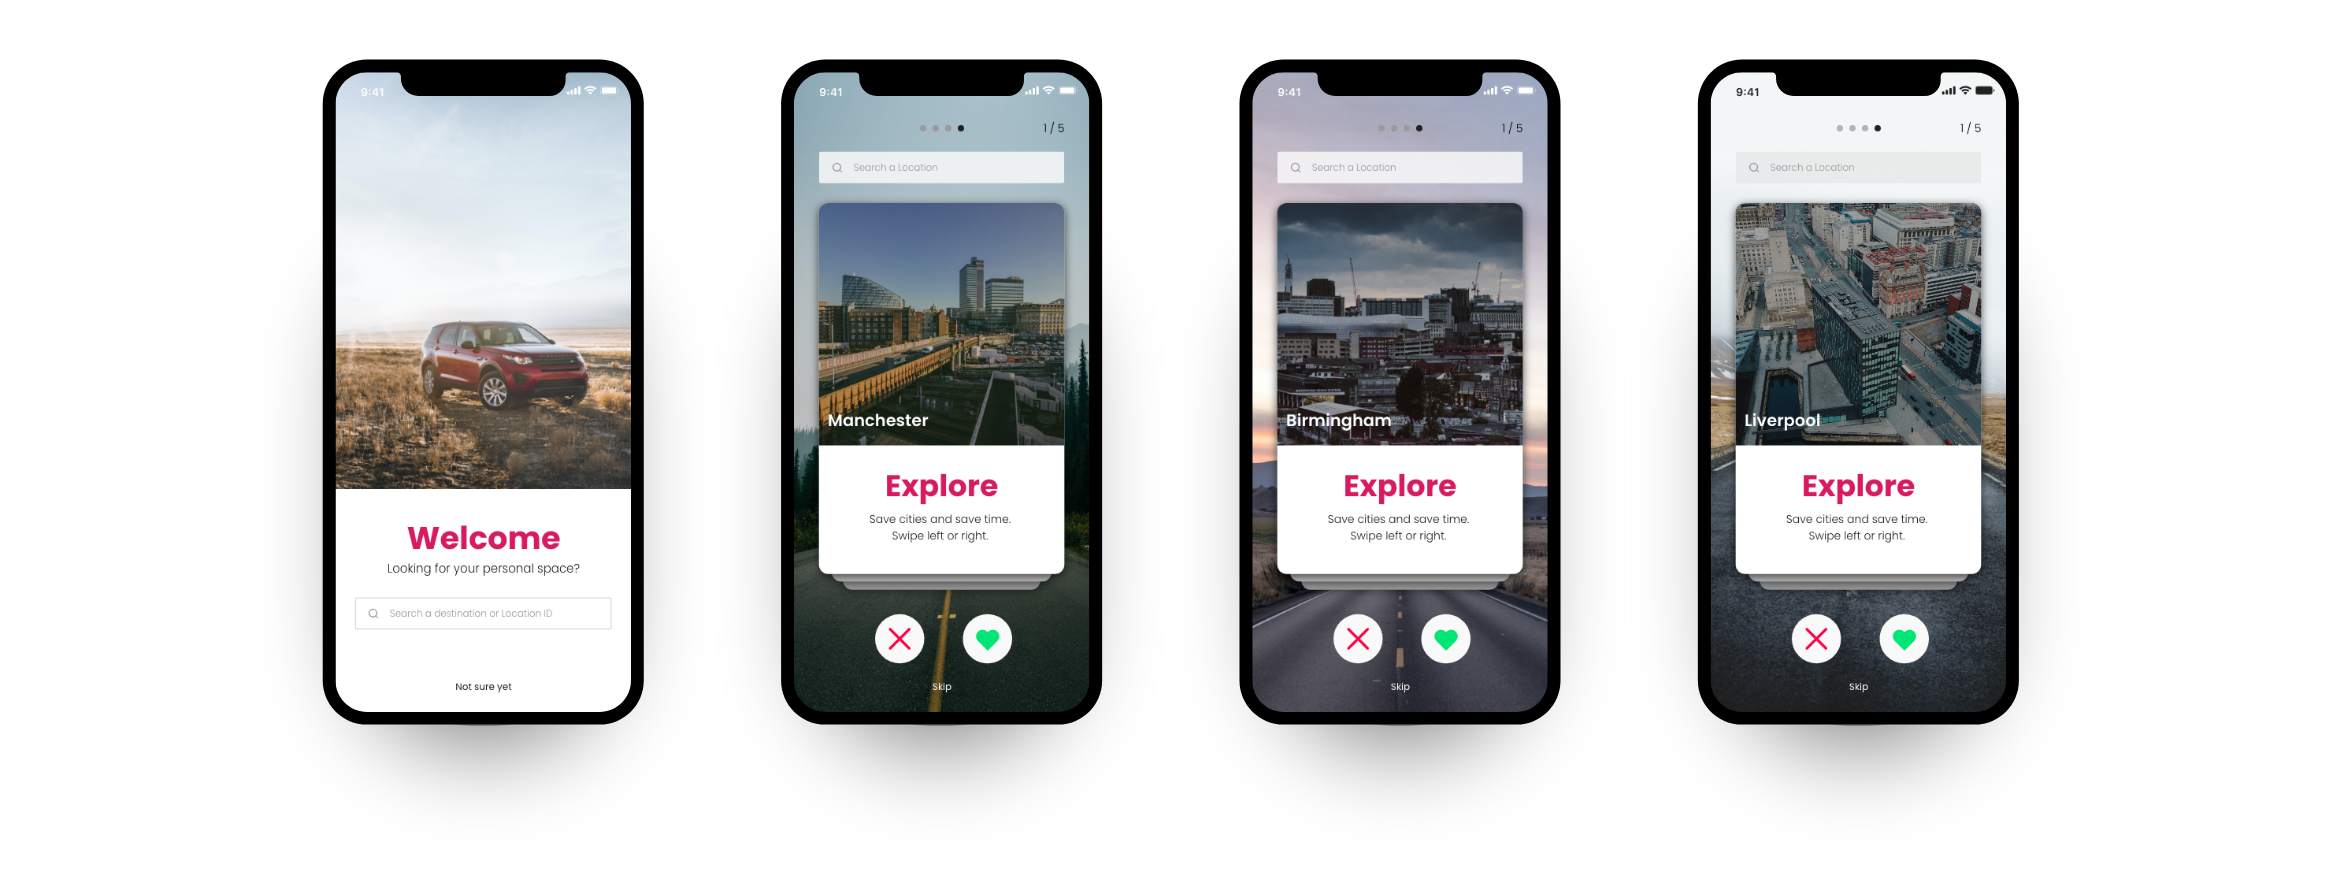 9:41
Welcome
Looking for your personal space?
Search a destination or Location ID
Not sure yet
9:41
1 / 5
Search a Location
Manchester
Explore
Save cities and save time.
Swipe left or right.
Skip
9:41
1 / 5
Search a Location
Birmingham
Explore
Save cities and save time.
Swipe left or right.
Skip
9:41
1 / 5
Search a Location
Liverpool
Explore
Save cities and save time.
Swipe left or right.
Skip